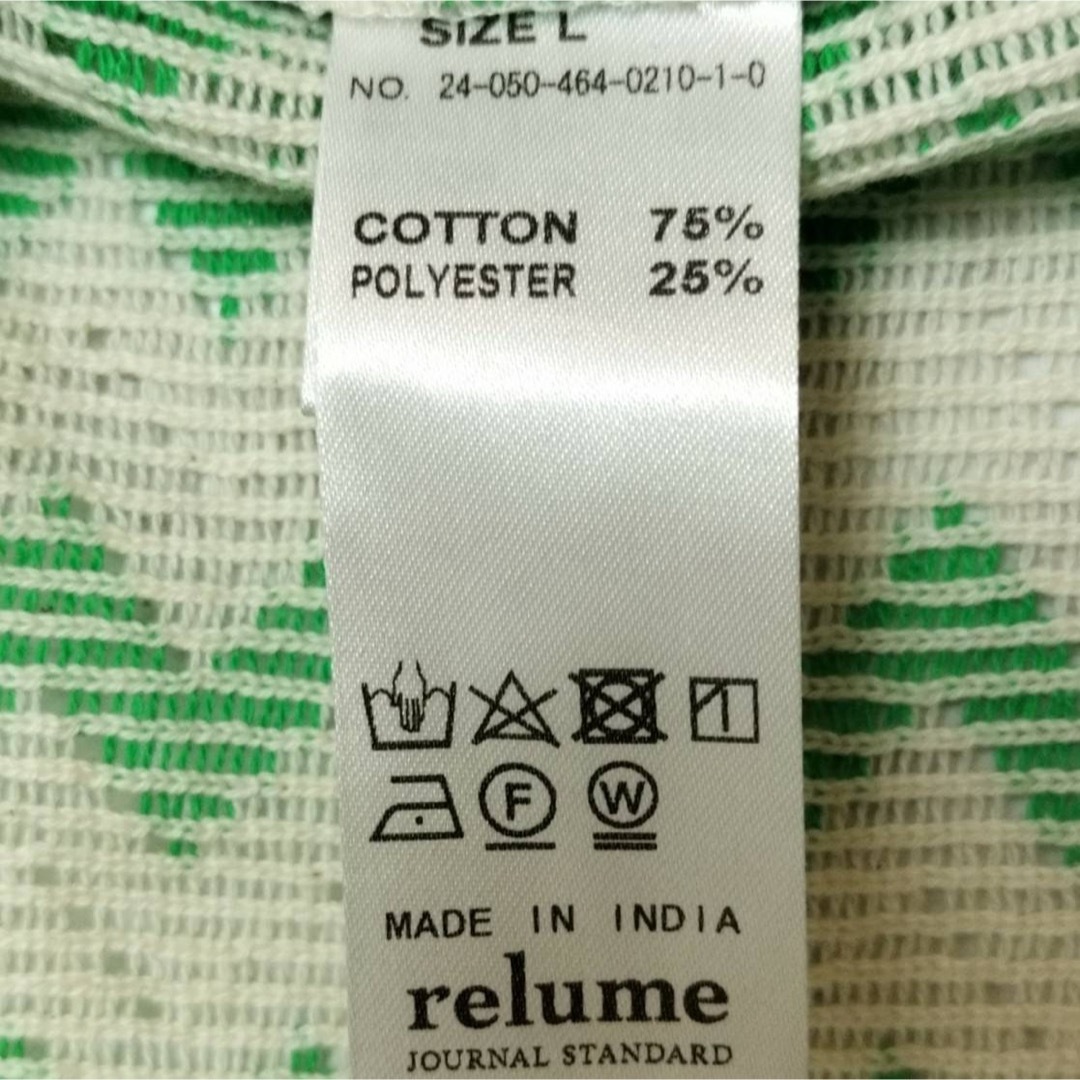 SIZE L
NO. 24-050-464-0210-1-0
COTTON 75%
POLYESTER 25%
F W
MADE IN INDIA
relume
JOURNAL STANDARD